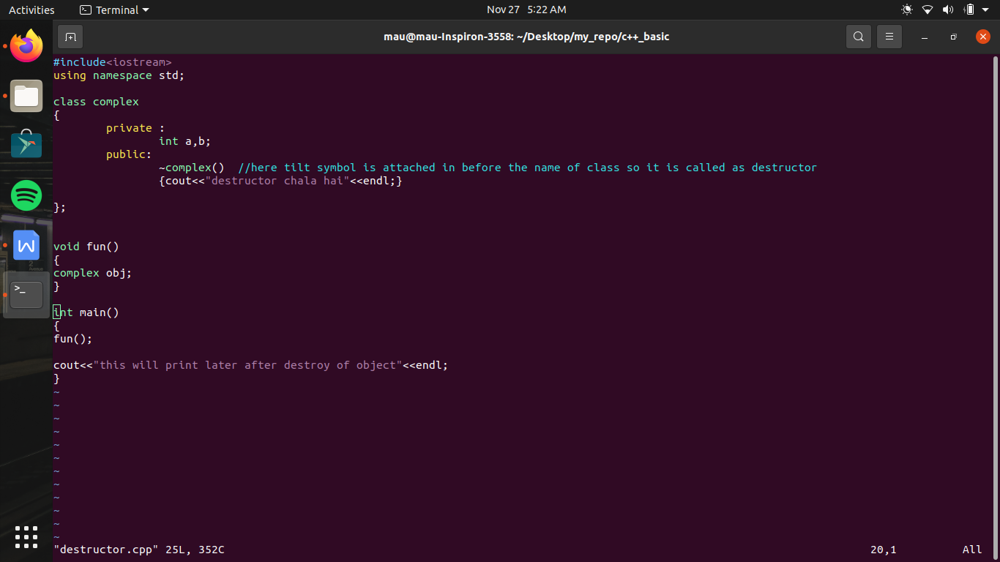 Activities Terminal Nov 27 5:22 AM
mau@mau-Inspiron-3558: ~/Desktop/my_repo/c++_basic
#include<iostream>
using namespace std;
class complex
{
private :
int a,b;
public:
~complex() //here tilt symbol is attached in before the name of class so it is called as destructor
{cout<<"destructor chala hai"<<endl;}
};
void fun()
{
complex obj;
}
int main()
{
fun();
cout<<"this will print later after destroy of object"<<endl;
}
~
~
~
~
~
~
~
~
~
~
~
~
"destructor.cpp" 25L, 352C 20,1 All